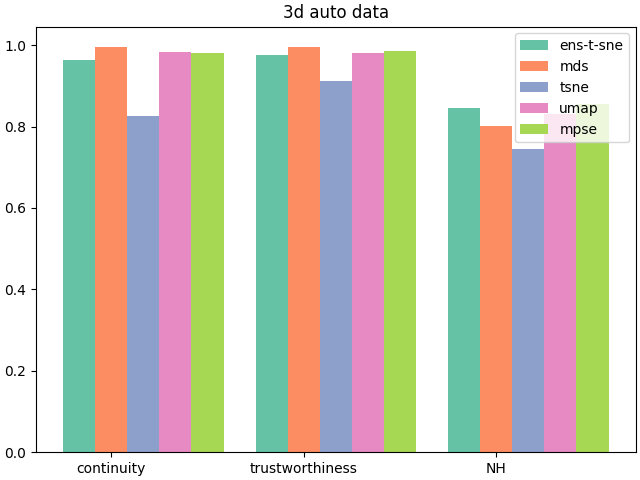 3d auto data
1.0
0.8
0.6
0.4
0.2
0.0
ens-t-sne
mds
tsne
umap
mpse
continuity
trustworthiness
NH